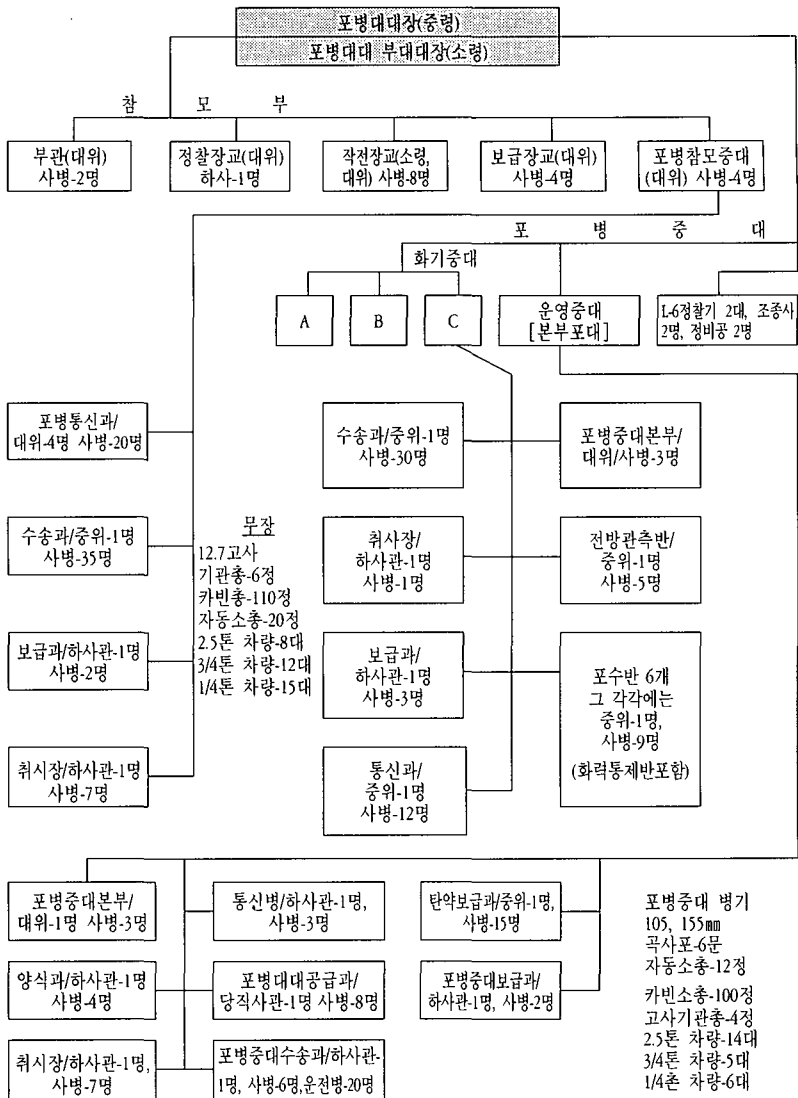 포병대대장(중령)
포병대대 부대대장(소령)
참 모 부
부관(대위)
사병-2명
정찰장교(대위)
하사-1명
작전장교(소령,
대위) 사병-8명
보급장교(대위)
사병-4명
포병참모중대
(대위) 사병-4명
포 병 중 대
화기중대
A
B
C
운영중대
[본부포대]
L-6정찰기 2대, 조종사
2명, 정비공 2명
포병통신과/
대위-4명 사병-20명
수송과/중위-1명
사병-35명
보급과/하사관-1명
사병-2명
취시장/하사관-1명
사병-7명
무장
12.7고사
기관총-6정
카빈총-110정
자동소총-20정
2.5톤 차량-8대
3/4톤 차량-12대
1/4톤 차량-15대
수송과/중위-1명
사병-30명
포병중대본부/
대위/사병-3명
취사장/
하사관-1명
사병-1명
전방관측반/
중위-1명
사병-5명
보급과/
하사관-1명
사병-3명
포수반 6개
그 각각에는
중위-1명,
사병-9명
(화력통제반포함)
통신과/
중위-1명
사병-12명
포병중대본부/
대위-1명 사병-3명
통신병/하사관-1명,
사병-3명
탄약보급과/중위-1명,
사병-15명
양식과/하사관-1명
사병-4명
포병대대공급과/
당직사관-1명 사병-8명
포병중대보급과/
하사관-1명, 사병-2명
취시장/하사관-1명,
사병-7명
포병중대수송과/하사관-
1명, 사병-6명,운전병-20명
포병중대 병기
105, 155㎜
곡사포-6문
자동소총-12정
카빈소총-100정
고사기관총-4정
2.5톤 차량-14대
3/4톤 차량-5대
1/4촌 차량-6대